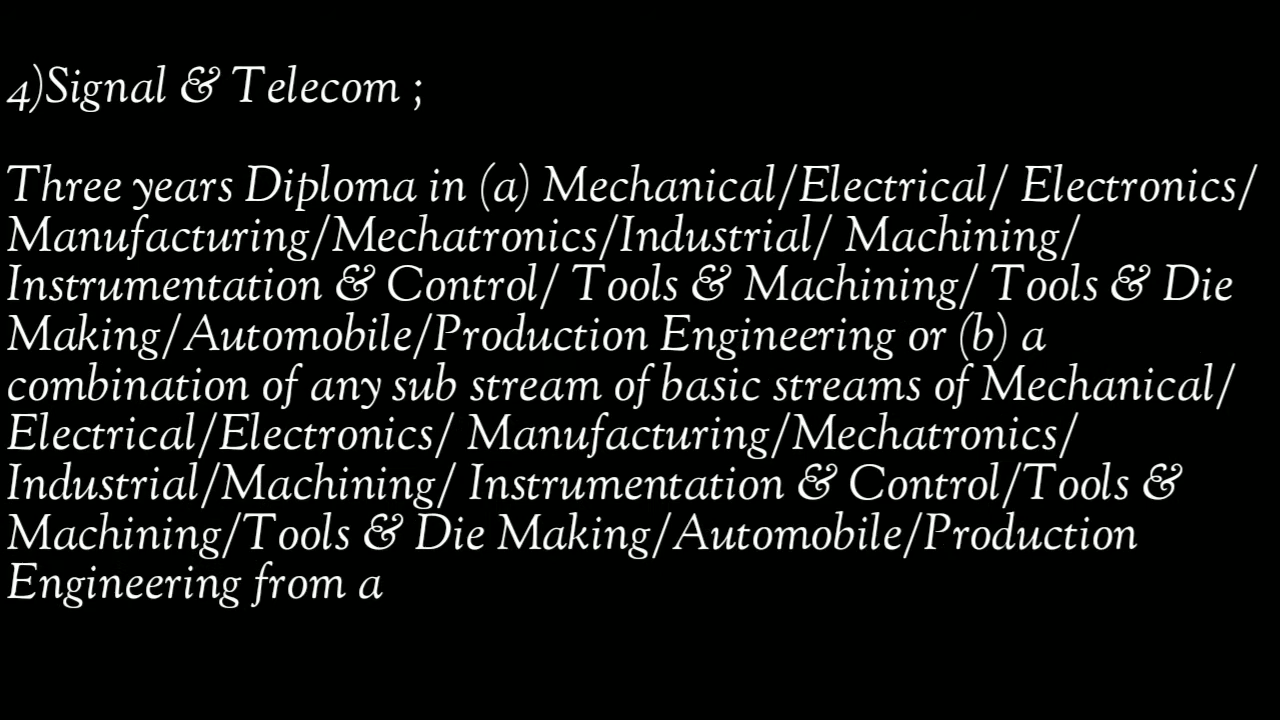 4)Signal & Telecom ;
Three years Diploma in (a) Mechanical/Electrical/ Electronics/
Manufacturing/Mechatronics/Industrial/ Machining/
Instrumentation & Control/ Tools & Machining/ Tools & Die
Making/Automobile/Production Engineering or (b) a
combination of any sub stream of basic streams of Mechanical/
Electrical/Electronics/ Manufacturing/Mechatronics/
Industrial/Machining/ Instrumentation & Control/Tools &
Machining/Tools & Die Making/Automobile/Production
Engineering from a